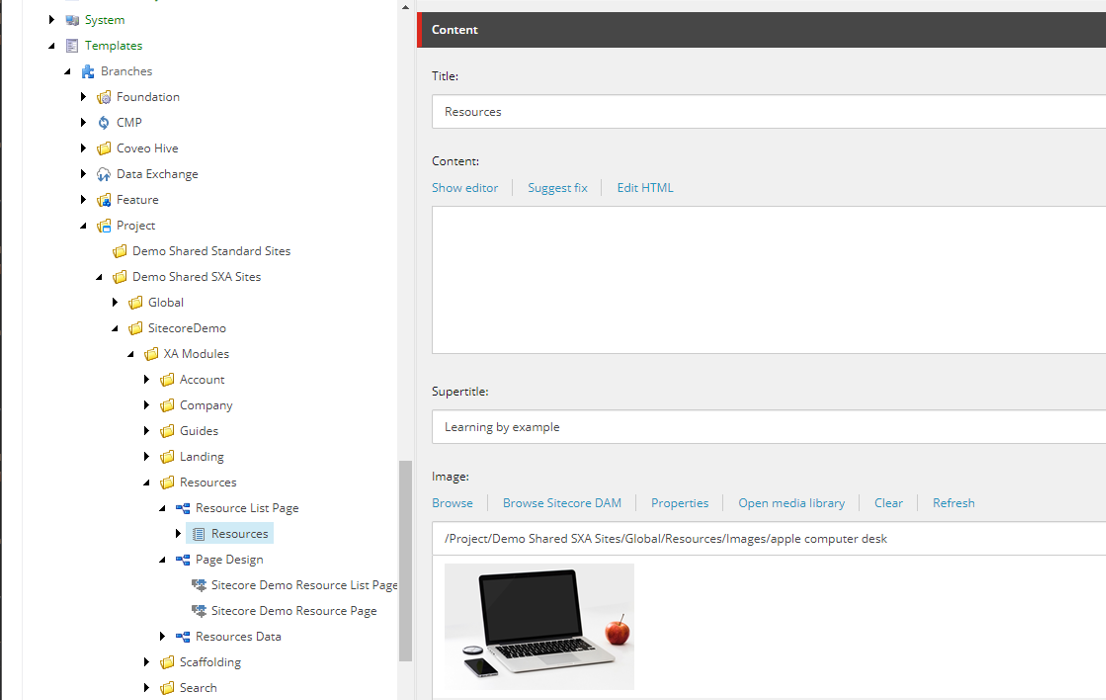 System
Templates
Branches
Foundation
CMP
Coveo Hive
Data Exchange
Feature
Project
Demo Shared Standard Sites
Demo Shared SXA Sites
Global
SitecoreDemo
XA Modules
Account
Company
Guides
Landing
Resources
Resource List Page
Resources
Page Design
Sitecore Demo Resource List Page
Sitecore Demo Resource Page
Resources Data
Scaffolding
Search
Content
Title:
Resources
Content:
Show editor Suggest fix Edit HTML
Supertitle:
Learning by example
Image:
Browse Browse Sitecore DAM Properties Open media library Clear Refresh
/Project/Demo Shared SXA Sites/Global/Resources/Images/apple computer desk